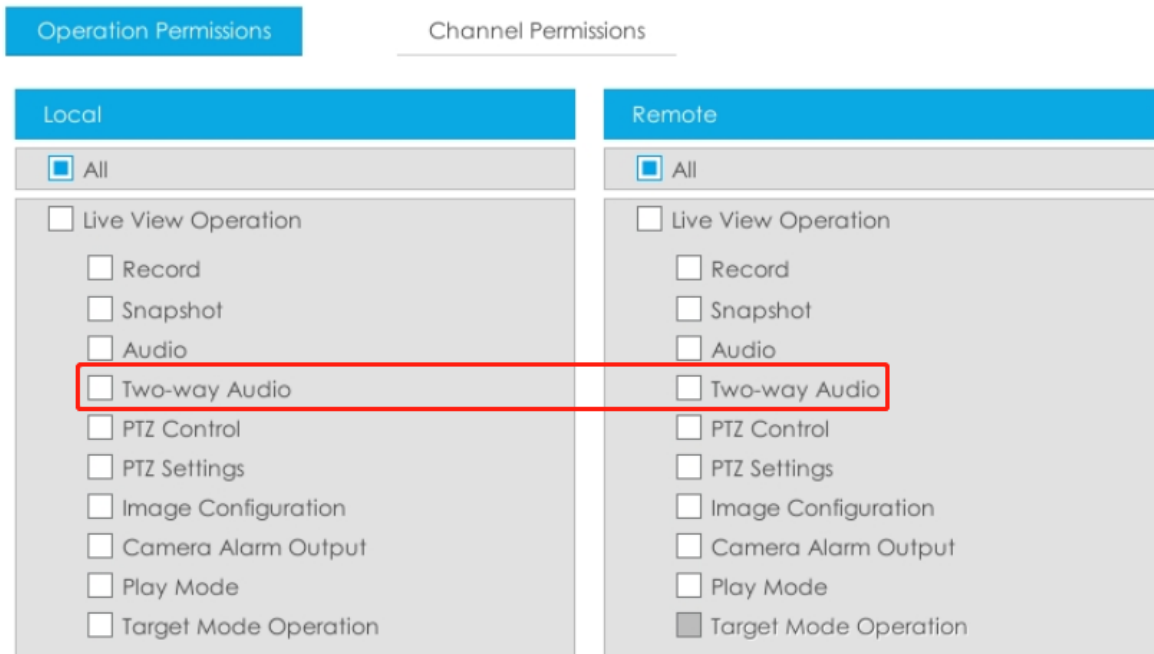 Operation Permissions
Channel Permissions
Local
All
Live View Operation
Record
Snapshot
Audio
Two-way Audio
PTZ Control
PTZ Settings
Image Configuration
Camera Alarm Output
Play Mode
Target Mode Operation
Remote
All
Live View Operation
Record
Snapshot
Audio
Two-way Audio
PTZ Control
PTZ Settings
Image Configuration
Camera Alarm Output
Play Mode
Target Mode Operation